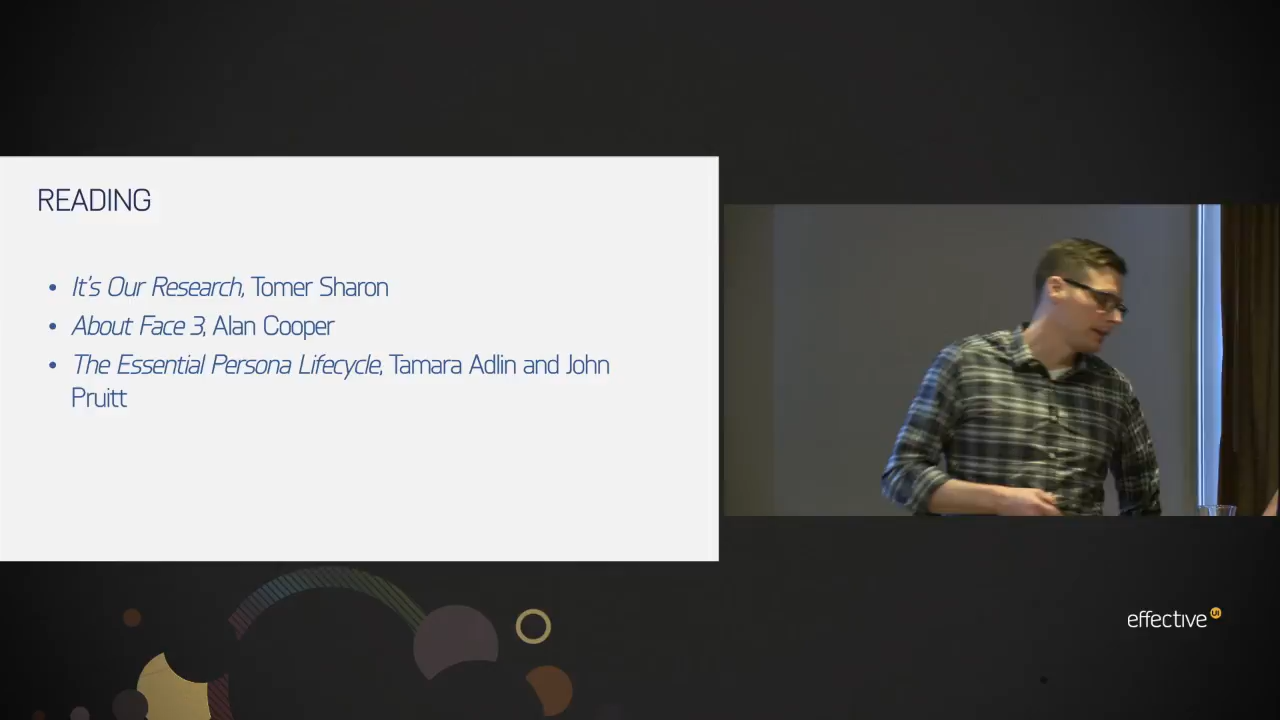 READING
• It's Our Research, Tomer Sharon
• About Face 3, Alan Cooper
• The Essential Persona Lifecycle, Tamara Adlin and John
Pruitt
effective UI